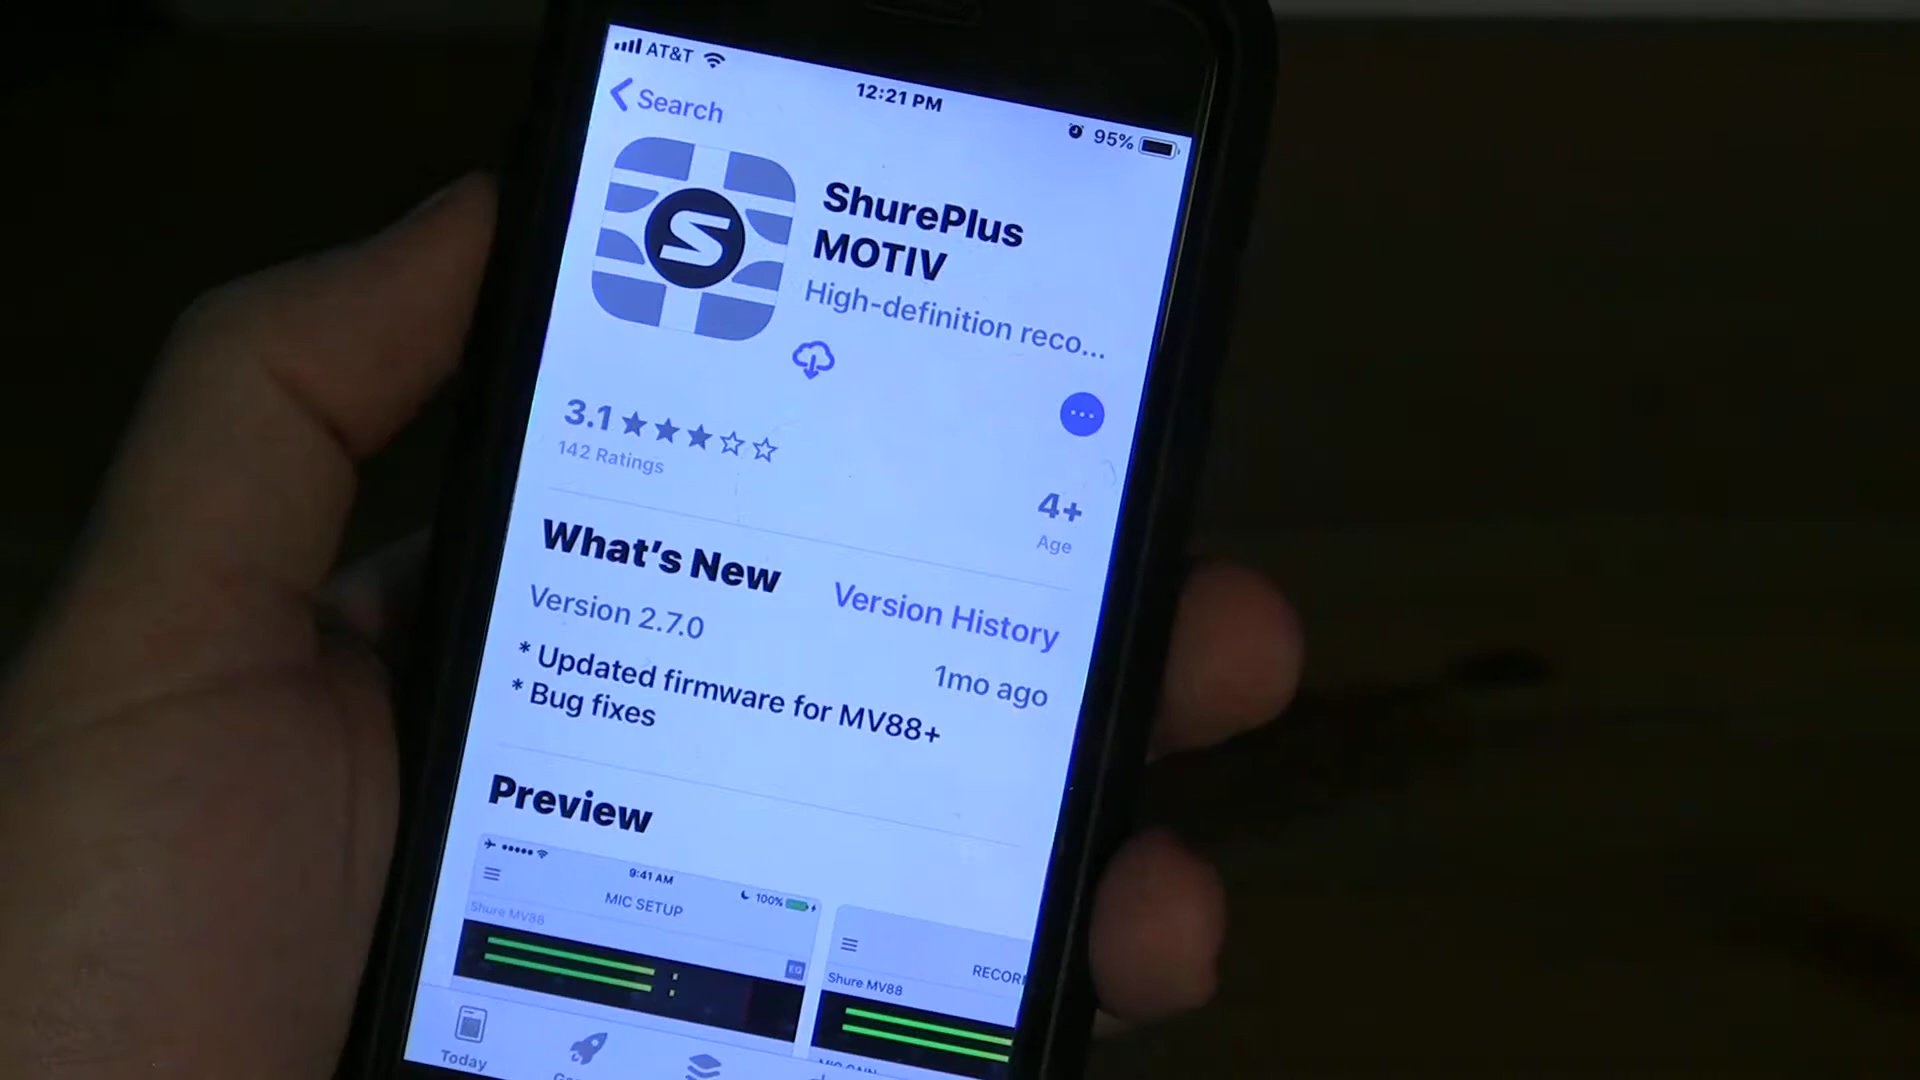 AT&T
12:21 PM
95%
Search
ShurePlus
MOTIV
High-definition reco...
3.1
142 Ratings
4+
Age
What's New
Version History
Version 2.7.0
1mo ago
* Updated firmware for MV88+
* Bug fixes
Preview
9:41 AM
100%
MIC SETUP
Shure MV88
EQ
RECOR
Shure MV88
Today